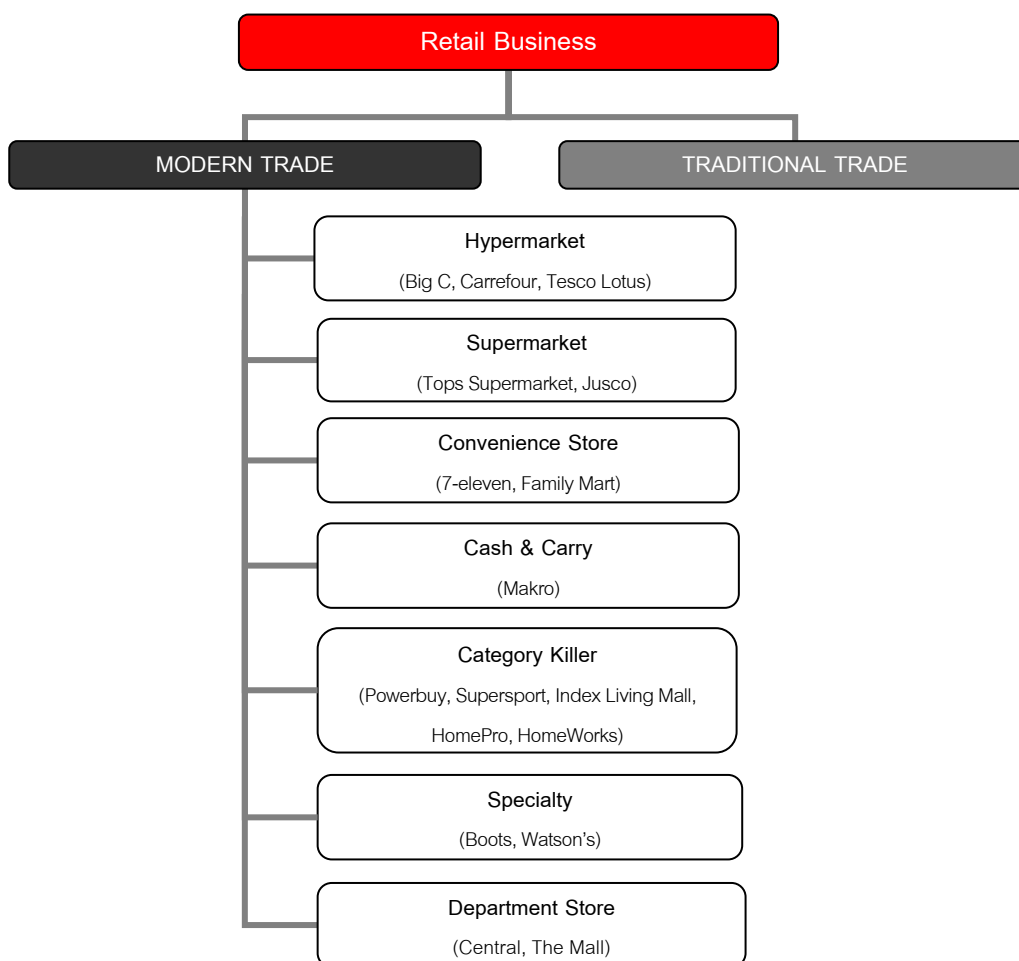 Retail Business
MODERN TRADE
TRADITIONAL TRADE
Hypermarket
(Big C, Carrefour, Tesco Lotus)
Supermarket
(Tops Supermarket, Jusco)
Convenience Store
(7-eleven, Family Mart)
Cash & Carry
(Makro)
Category Killer
(Powerbuy, Supersport, Index Living Mall,
HomePro, HomeWorks)
Specialty
(Boots, Watson's)
Department Store
(Central, The Mall)